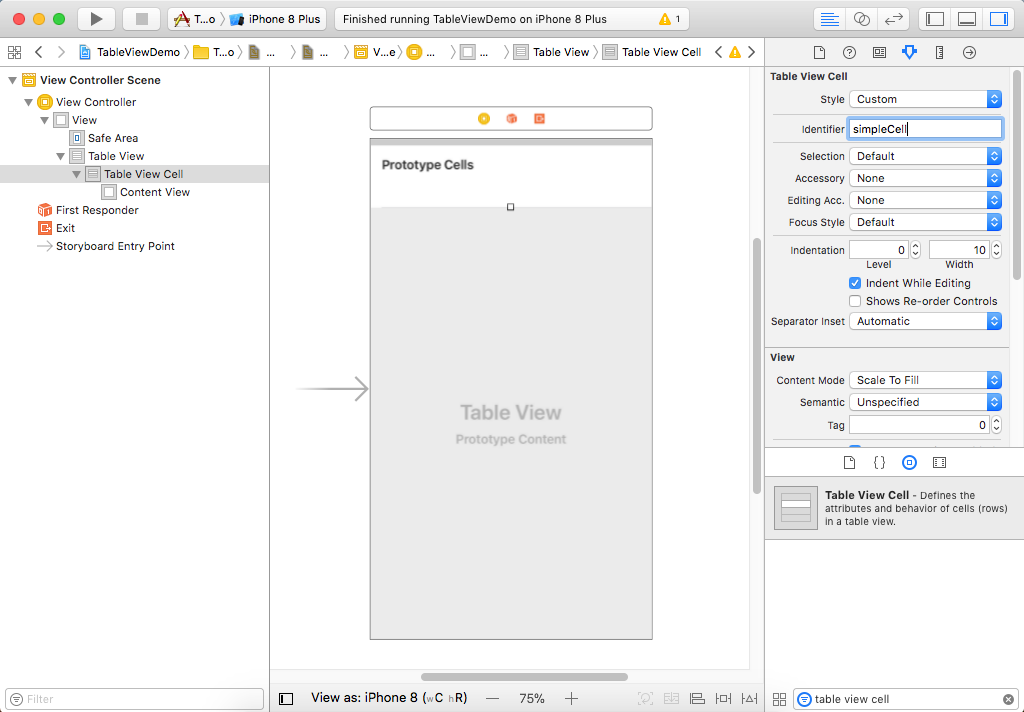 T...o
iPhone 8 Plus
Finished running TableViewDemo on iPhone 8 Plus
1
TableViewDemo
T...o
...
...
V...e
...
...
Table View
Table View Cell
View Controller Scene
View Controller
View
Safe Area
Table View
Table View Cell
Content View
First Responder
Exit
Storyboard Entry Point
Filter
Prototype Cells
Table View
Prototype Content
View as: iPhone 8 (wC hR)
75%
Table View Cell
Style Custom
Identifier simpleCell
Selection Default
Accessory None
Editing Acc. None
Focus Style Default
Indentation 0 10
Level Width
Indent While Editing
Shows Re-order Controls
Separator Inset Automatic
View
Content Mode Scale To Fill
Semantic Unspecified
Tag 0
{}
Table View Cell - Defines the
attributes and behavior of cells (rows)
in a table view.
table view cell